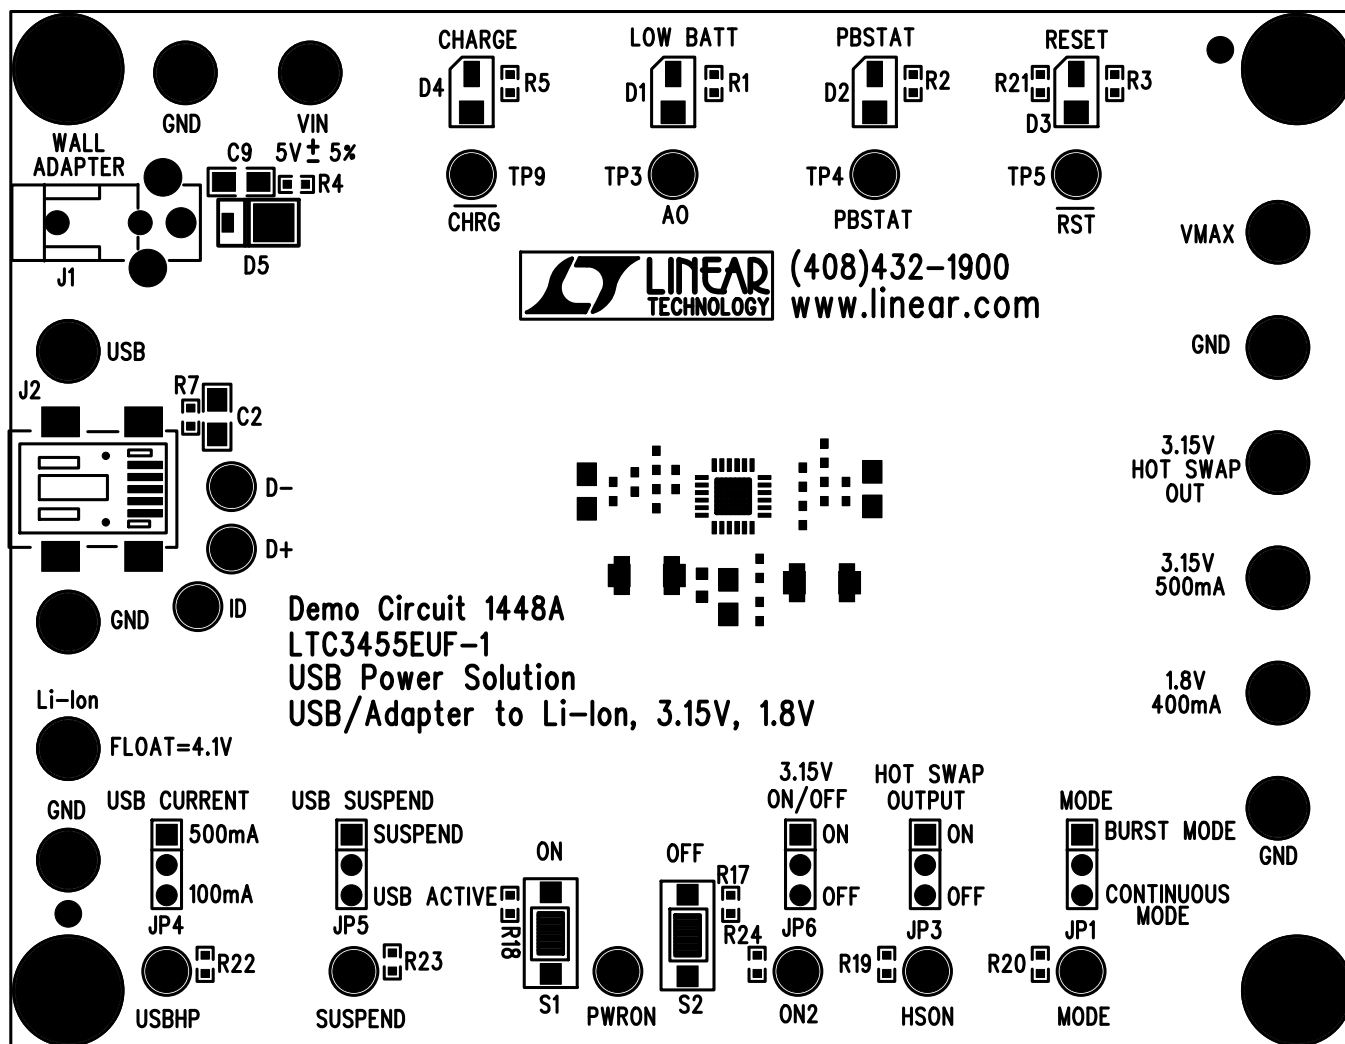 CHARGE
LOW BATT
PBSTAT
RESET
D4
R5
D1
R1
D2
R2
R21
R3
D3
GND
VIN
WALL
ADAPTER
C9
5V ± 5%
R4
TP9
TP3
TP4
TP5
CHRG
AO
PBSTAT
RST
J1
D5
VMAX
LINEAR
TECHNOLOGY
(408)432-1900
www.linear.com
USB
GND
J2
R7
C2
3.15V
HOT SWAP
OUT
D-
D+
3.15V
500mA
ID
GND
Demo Circuit 1448A
LTC3455EUF-1
USB Power Solution
USB/Adapter to Li-Ion, 3.15V, 1.8V
1.8V
400mA
Li-Ion
FLOAT=4.1V
GND
USB CURRENT
500mA
100mA
JP4
USB SUSPEND
SUSPEND
USB ACTIVE
JP5
ON
R18
S1
OFF
R17
S2
3.15V
ON/OFF
ON
OFF
JP6
R24
HOT SWAP
OUTPUT
ON
OFF
JP3
MODE
BURST MODE
CONTINUOUS
MODE
JP1
GND
R22
R23
R19
R20
USBHP
SUSPEND
PWRON
ON2
HSON
MODE